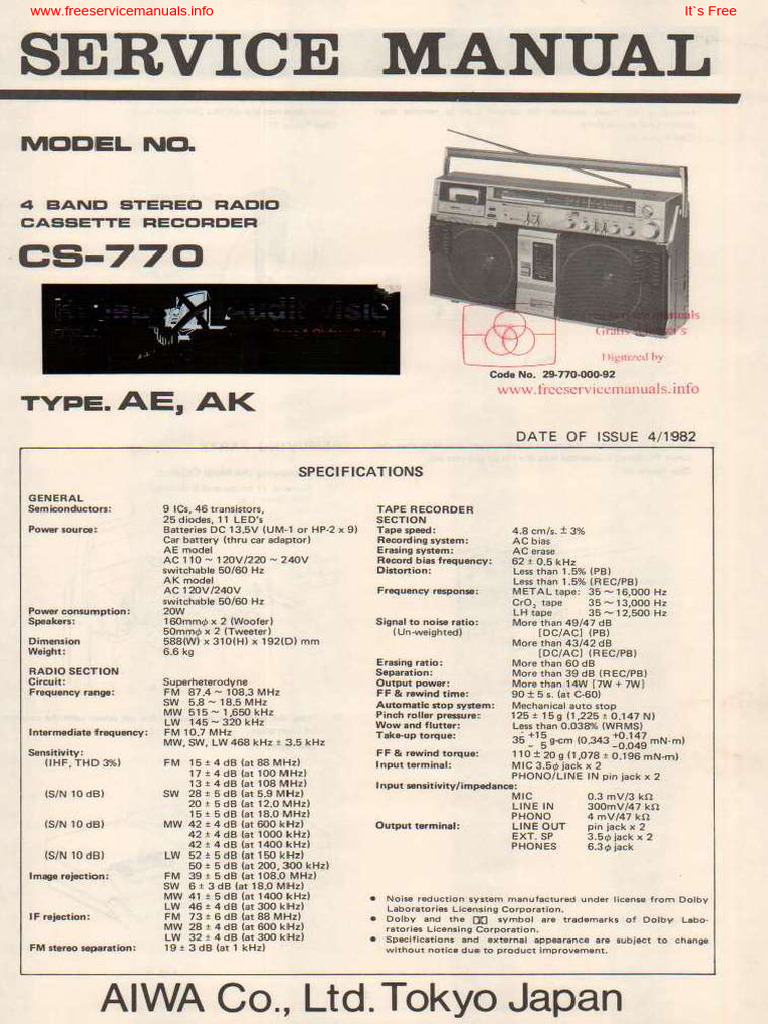 www.freeservicemanuals.info It`s Free
SERVICE MANUAL
MODEL NO.
4 BAND STEREO RADIO
CASSETTE RECORDER
CS-770
TYPE. AE, AK
Gratis
Digitized by
Code No. 29-770-000-92
www.freeservicemanuals.info
DATE OF ISSUE 4/1982
SPECIFICATIONS
GENERAL
Semiconductors: 9 ICs, 46 transistors,
25 diodes, 11 LED's
Power source: Batteries DC 13,5V (UM-1 or HP-2 x 9)
Car battery (thru car adaptor)
AE model
AC 110 ~ 120V/220 ~ 240V
switchable 50/60 Hz
AK model
AC 120V/240V
switchable 50/60 Hz
Power consumption: 20W
Speakers: 160mmφ x 2 (Woofer)
50mmφ x 2 (Tweeter)
Dimension 588(W) x 310(H) x 192(D) mm
Weight: 6.6 kg
RADIO SECTION
Circuit: Superheterodyne
Frequency range: FM 87.4 ~ 108.3 MHz
SW 5.8 ~ 18.5 MHz
MW 515 ~ 1,650 kHz
LW 145 ~ 320 kHz
Intermediate frequency: FM 10.7 MHz
MW, SW, LW 468 kHz ± 3.5 kHz
Sensitivity:
(IHF, THD 3%) FM 15 ± 4 dB (at 88 MHz)
17 ± 4 dB (at 100 MHz)
13 ± 4 dB (at 108 MHz)
(S/N 10 dB) SW 28 ± 5 dB (at 5.9 MHz)
20 ± 5 dB (at 12.0 MHz)
15 ± 5 dB (at 18.0 MHz)
(S/N 10 dB) MW 42 ± 4 dB (at 600 kHz)
42 ± 4 dB (at 1000 kHz)
42 ± 4 dB (at 1400 kHz)
(S/N 10 dB) LW 52 ± 5 dB (at 150 kHz)
50 ± 5 dB (at 200, 300 kHz)
Image rejection: FM 39 ± 5 dB (at 108.0 MHz)
SW 6 ± 3 dB (at 18.0 MHz)
MW 41 ± 5 dB (at 1400 kHz)
LW 46 ± 4 dB (at 300 kHz)
IF rejection: FM 73 ± 6 dB (at 88 MHz)
MW 28 ± 4 dB (at 600 kHz)
LW 32 ± 4 dB (at 300 kHz)
FM stereo separation: 19 ± 3 dB (at 1 kHz)
TAPE RECORDER
SECTION
Tape speed: 4.8 cm/s. ± 3%
Recording system: AC bias
Erasing system: AC erase
Record bias frequency: 62 ± 0.5 kHz
Distortion: Less than 1.5% (PB)
Less than 1.5% (REC/PB)
Frequency response: METAL tape: 35 ~ 16,000 Hz
CrO₂ tape 35 ~ 13,000 Hz
LH tape 35 ~ 12,500 Hz
Signal to noise ratio: More than 49/47 dB
(Un-weighted) [DC/AC] (PB)
More than 43/42 dB
[DC/AC] (REC/PB)
Erasing ratio: More than 60 dB
Separation: More than 39 dB (REC/PB)
Output power: More than 14W [7W + 7W]
FF & rewind time: 90 ± 5 s. (at C-60)
Automatic stop system: Mechanical auto stop
Pinch roller pressure: 125 ± 15 g (1,225 ± 0.147 N)
Wow and flutter: Less than 0.038% (WRMS)
Take-up torque: 35 +15 - 5 g-cm (0,343 +0.147 -0.049 mN-m)
FF & rewind torque: 110 ± 20 g (1,078 ± 0.196 mN-m)
Input terminal: MIC 3.5φ jack x 2
PHONO/LINE IN pin jack x 2
Input sensitivity/impedance:
MIC 0.3 mV/3 kΩ
LINE IN 300mV/47 kΩ
PHONO 4 mV/47 kΩ
Output terminal: LINE OUT pin jack x 2
EXT. SP 3.5φ jack x 2
PHONES 6.3φ jack
● Noise reduction system manufactured under license from Dolby
Laboratories Licensing Corporation.
● Dolby and the symbol are trademarks of Dolby Labo-
ratories Licensing Corporation.
● Specifications and external appearance are subject to change
without notice due to product improvement.
AIWA Co., Ltd. Tokyo Japan